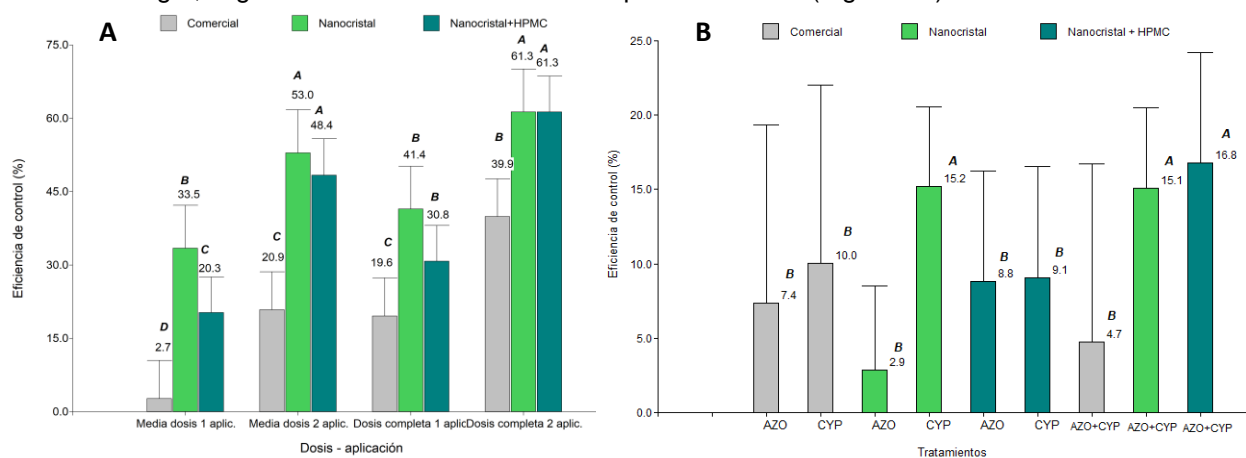 A
Comercial Nanocristal Nanocristal+HPMC
75.0
60.0
45.0
30.0
15.0
0.0
Eficiencia de control (%)
D
2.7
B
33.5
C
20.3
C
20.9
A
53.0
A
48.4
C
19.6
B
41.4
B
30.8
B
39.9
A
61.3
A
61.3
Media dosis 1 aplic. Media dosis 2 aplic. Dosis completa 1 aplic Dosis completa 2 aplic.
Dosis - aplicación
B
Comercial Nanocristal Nanocristal + HPMC
25.0
20.0
15.0
10.0
5.0
0.0
Eficiencia de control (%)
B
7.4
B
10.0
B
2.9
A
15.2
B
8.8
B
9.1
B
4.7
A
15.1
A
16.8
AZO CYP AZO CYP AZO CYP AZO+CYP AZO+CYP AZO+CYP
Tratamientos